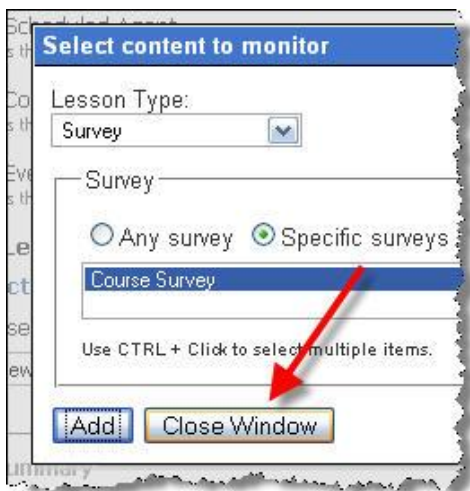 Select content to monitor
Lesson Type:
Survey
Survey
Any survey Specific surveys
Course Survey
Use CTRL + Click to select multiple items.
Add Close Window